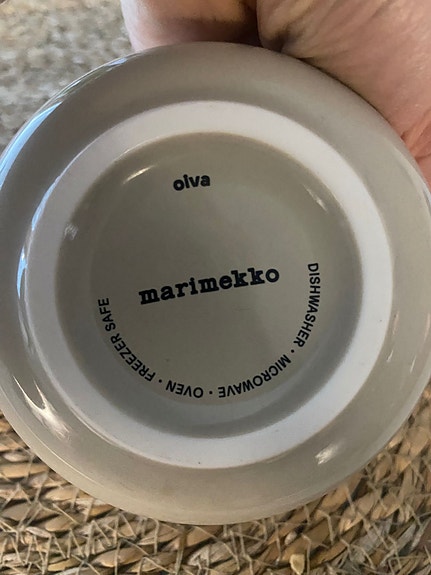 oiva
marimekko
DISHWASHER · MICROWAVE · OVEN · FREEZER SAFE